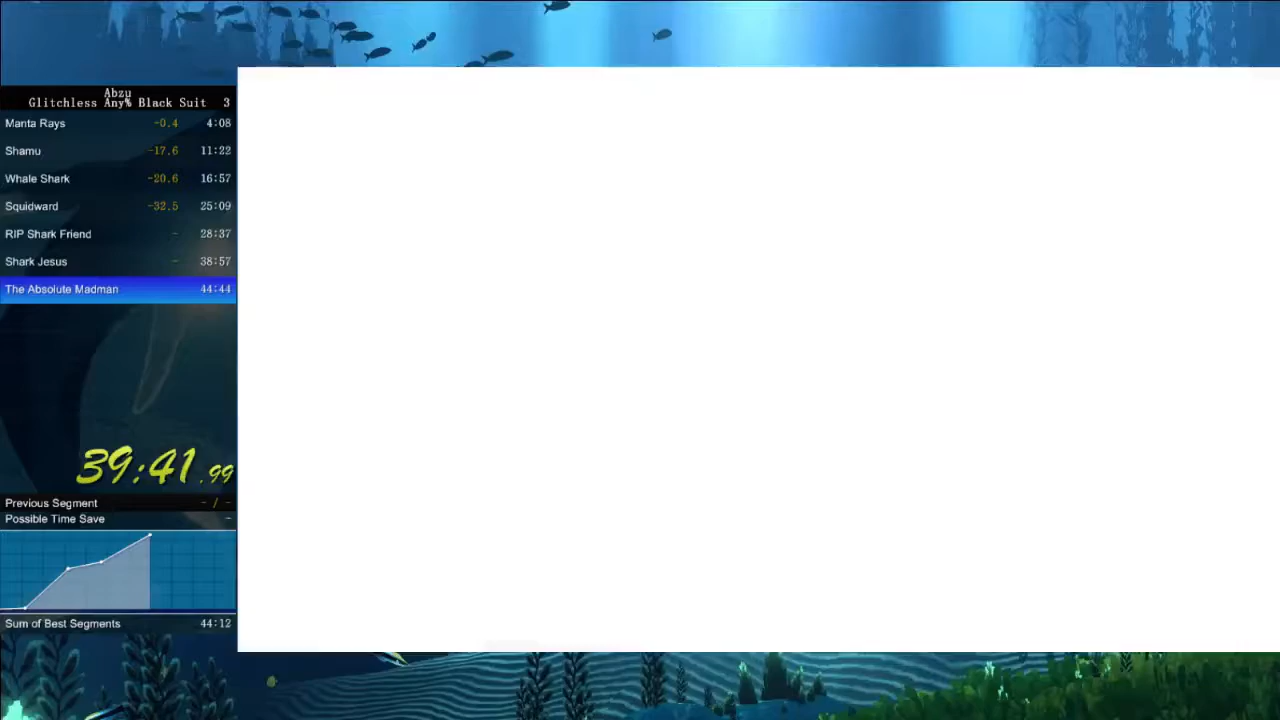 Abzu
Glitchless Any% Black Suit 3
Manta Rays -0.4 4:08
Shamu -17.6 11:22
Whale Shark -20.6 16:57
Squidward -32.5 25:09
RIP Shark Friend - 28:37
Shark Jesus - 38:57
The Absolute Madman 44:44
39:41.99
Previous Segment - / -
Possible Time Save -
Sum of Best Segments 44:12